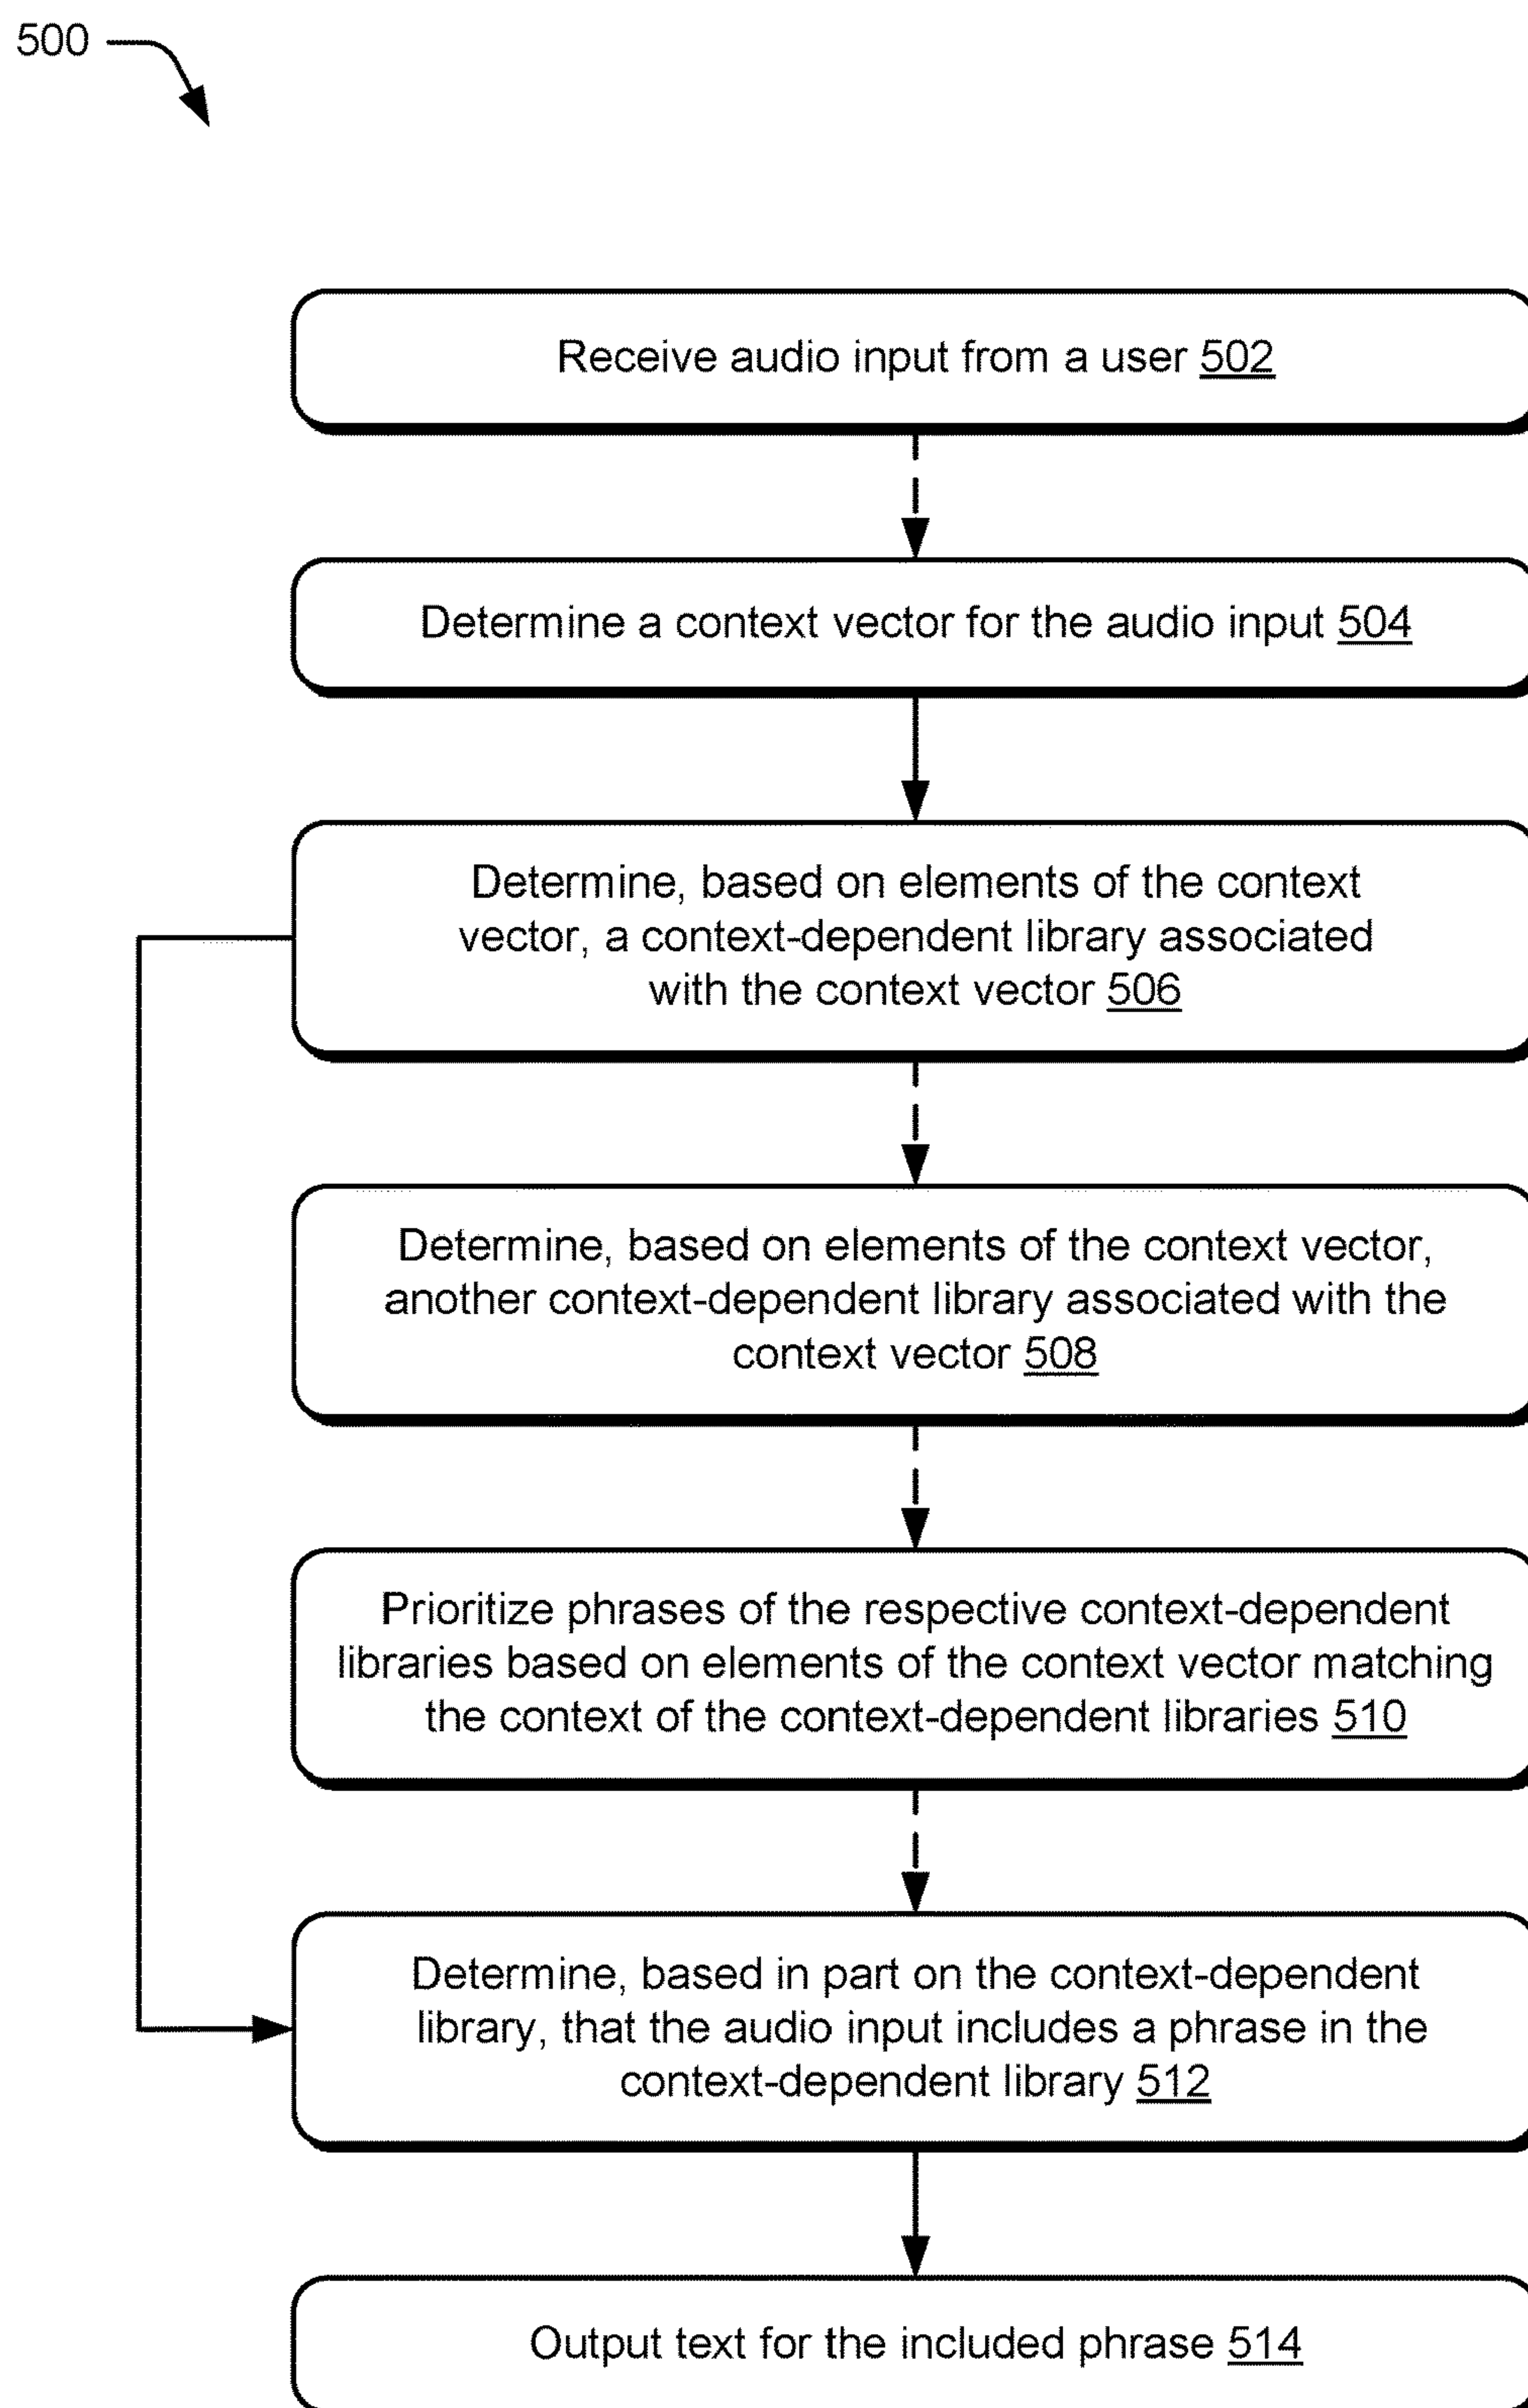 500
Receive audio input from a user 502
Determine a context vector for the audio input 504
Determine, based on elements of the context
vector, a context-dependent library associated
with the context vector 506
Determine, based on elements of the context vector,
another context-dependent library associated with the
context vector 508
Prioritize phrases of the respective context-dependent
libraries based on elements of the context vector matching
the context of the context-dependent libraries 510
Determine, based in part on the context-dependent
library, that the audio input includes a phrase in the
context-dependent library 512
Output text for the included phrase 514